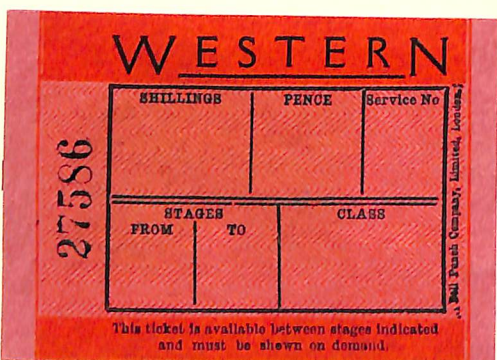 WESTERN
SHILLINGS PENCE Service No
STAGES CLASS
FROM TO
This ticket is available between stages indicated
and must be shewn on demand.
27586
Bell Punch Company, Limited, London.